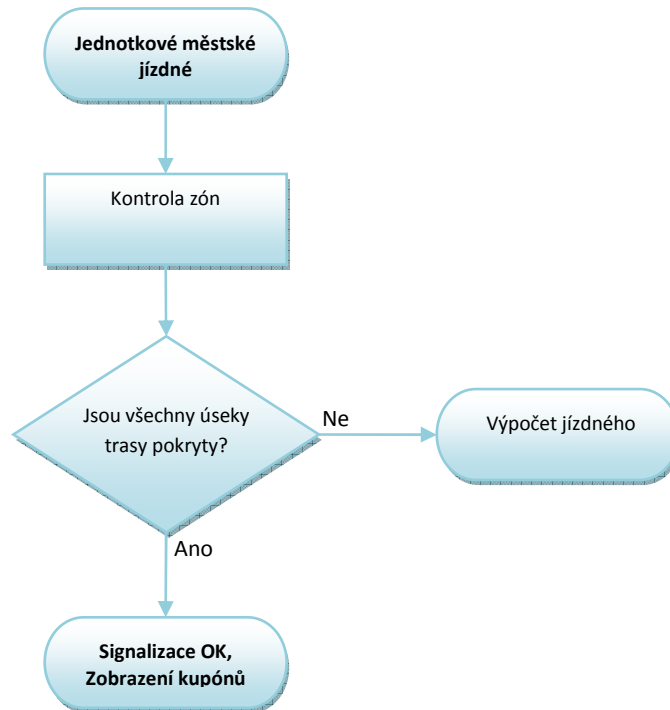 Jednotkové městské
jízdné
Kontrola zón
Jsou všechny úseky
trasy pokryty?
Ne
Výpočet jízdného
Ano
Signalizace OK,
Zobrazení kupónů